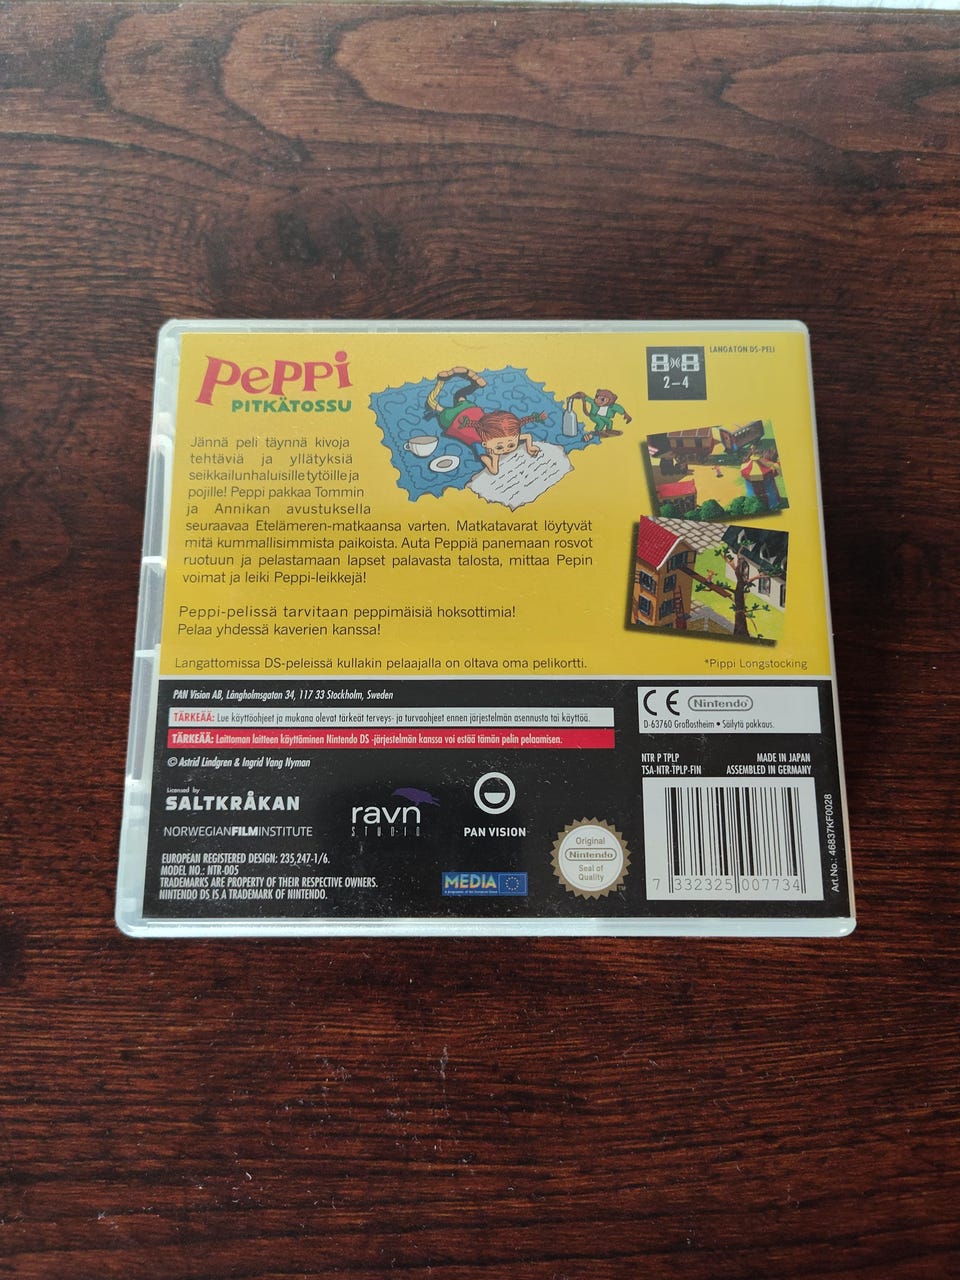 PePPi
PITKÄTOSSU
LANGATON DS-PELI
2–4
Jännä peli täynnä kivoja
tehtäviä ja yllätyksiä
seikkailunhaluisille tytöille ja
pojille! Peppi pakkaa Tommin
ja Annikan avustuksella
seuraavaa Etelämeren-matkaansa varten. Matkatavarat löytyvät
mitä kummallisimmista paikoista. Auta Peppiä panemaan rosvot
ruotuun ja pelastamaan lapset palavasta talosta, mittaa Pepin
voimat ja leiki Peppi-leikkejä!
Peppi-pelissä tarvitaan peppimäisiä hoksottimia!
Pelaa yhdessä kaverien kanssa!
Langattomissa DS-peleissä kullakin pelaajalla on oltava oma pelikortti.
*Pippi Longstocking
PAN Vision AB, Långholmsgatan 34, 117 33 Stockholm, Sweden
TÄRKEÄÄ: Lue käyttöohjeet ja mukana olevat tärkeät terveys- ja turvaohjeet ennen järjestelmän asennusta tai käyttöä.
TÄRKEÄÄ: Laittoman laitteen käyttäminen Nintendo DS -järjestelmän kanssa voi estää tämän pelin pelaamisen.
© Astrid Lindgren & Ingrid Vang Nyman
CE Nintendo
D-63760 Großostheim • Säilytä pakkaus.
NTR P TPLP
TSA-NTR-TPLP-FIN
MADE IN JAPAN
ASSEMBLED IN GERMANY
Licensed by
SALTKRÅKAN
NORWEGIANFILMINSTITUTE
ravn
STUDIO
PAN VISION
EUROPEAN REGISTERED DESIGN: 235,247-1/6.
MODEL NO.: NTR-005
TRADEMARKS ARE PROPERTY OF THEIR RESPECTIVE OWNERS.
NINTENDO DS IS A TRADEMARK OF NINTENDO.
MEDIA
Original
Nintendo
Seal of
Quality
TM
7 332325 007734
Art.No.: 46837KF0028